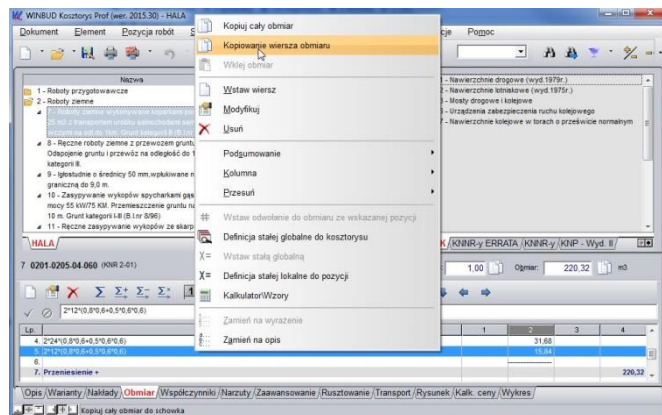 WINBUD Kosztorys Prof (wer. 2015.30) - HALA
Dokument Element Pozycja robót
cje Pomoc
Kopiuj cały obmiar
Kopiowanie wiersza obmiaru
Wklej obmiar
Wstaw wiersz
Modyfikuj
Usuń
Podsumowanie
Kolumna
Przesuń
Wstaw odwołanie do obmiaru ze wskazanej pozycji
Definicja stałej globalne do kosztorysu
Wstaw stałą globalną
Definicja stałej lokalne do pozycji
Kalkulator\Wzory
Zamień na wyrażenie
Zamień na opis
Nazwa
1 - Roboty przygotowawcze
2 - Roboty ziemne
7 - Roboty ziemne wykonywane koparkami
8 - Ręczne roboty ziemne z przewozem gruntu
Odspojenie gruntu i przewóz na odległość do 1
kategorii II.
9 - Igłostudnie o średnicy 50 mm,wpłukiwane n
graniczną do 9,0 m.
10 - Zasypywanie wykopów spycharkami gąs
mocy 55 kW/75 KM. Przemieszczenie gruntu na
10 m. Grunt kategorii I-III (B.I.nr 8/96)
11 - Ręczne zasypywanie wykopów ze skarp
- Nawierzchnie drogowe (wyd.1979r.)
- Nawierzchnie lotniskowe (wyd.1975r.)
- Mosty drogowe i kolejowe
- Urządzenia zabezpieczenia ruchu kolejowego
- Nawierzchnie kolejowe w torach o prześwicie normalnym
HALA
K KNNR-y ERRATA KNNR-y KNP - Wyd. II
7 0201-0205-04-060 (KNR 2-01)
1,00 Obmiar: 220,32 m3
2*12*(0,8*0,6+0,5*0,6*0,6)
Lp. 1 2 3 4
4. 2*24*(0,8*0,6+0,5*0,6*0,6) 31,68
5. 2*12*(0,8*0,6+0,5*0,6*0,6) 15,84
6.
7. Przeniesienie + 220,32
Opis Warianty Nakłady Obmiar Współczynniki Narzuty Zaawansowanie Rusztowanie Transport Rysunek Kalk. ceny Wykres
Kopiuj cały obmiar do schowka